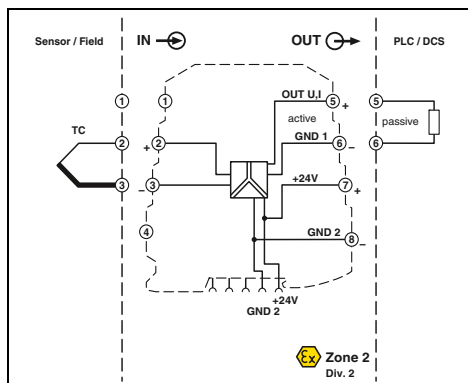 Sensor / Field
IN
OUT
PLC / DCS
1
1
OUT U,I
5
+
5
active
passive
TC
2
+
2
GND 1
6
–
6
3
–
3
+24V
7
+
4
GND 2
8
–
+24V
GND 2
Ex
Zone 2
Div. 2